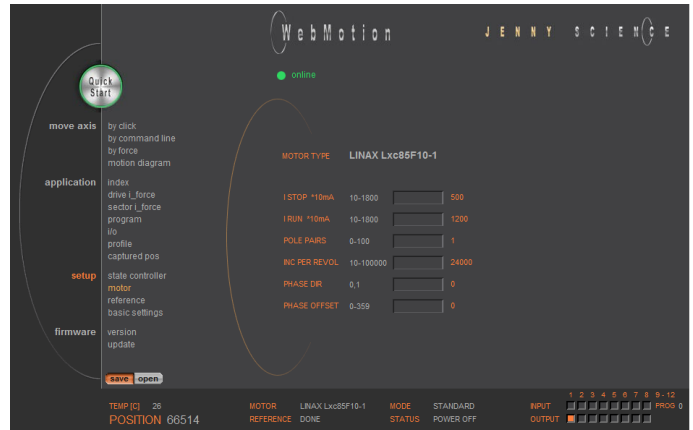 WebMotion
JENNY SCIENCE
online
Quick
Start
move axis
by click
by command line
by force
motion diagram
application
index
drive i_force
sector i_force
program
i/o
profile
captured pos
setup
state controller
motor
reference
basic settings
firmware
version
update
save open
MOTOR TYPE LINAX Lxc85F10-1
I STOP *10mA 10-1800 500
I RUN *10mA 10-1800 1200
POLE PAIRS 0-100 1
INC PER REVOL 10-100000 24000
PHASE DIR 0,1 0
PHASE OFFSET 0-359 0
1 2 3 4 5 6 7 8 9-12
TEMP [C] 26 MOTOR LINAX Lxc85F10-1 MODE STANDARD INPUT PROG 0
POSITION 66514 REFERENCE DONE STATUS POWER OFF OUTPUT